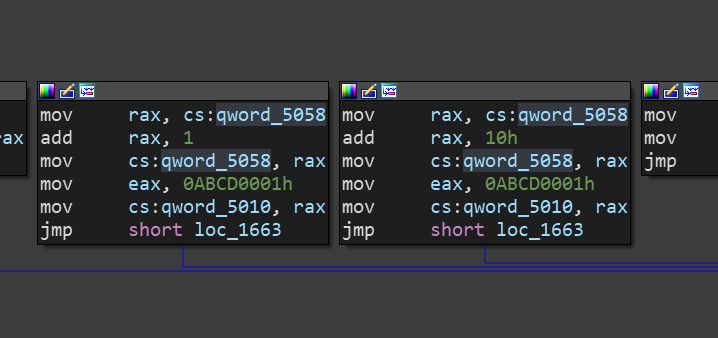 rax
mov rax, cs:qword_5058
add rax, 1
mov cs:qword_5058, rax
mov eax, 0ABCD0001h
mov cs:qword_5010, rax
jmp short loc_1663
mov rax, cs:qword_5058
add rax, 10h
mov cs:qword_5058, rax
mov eax, 0ABCD0001h
mov cs:qword_5010, rax
jmp short loc_1663
mov
mov
jmp